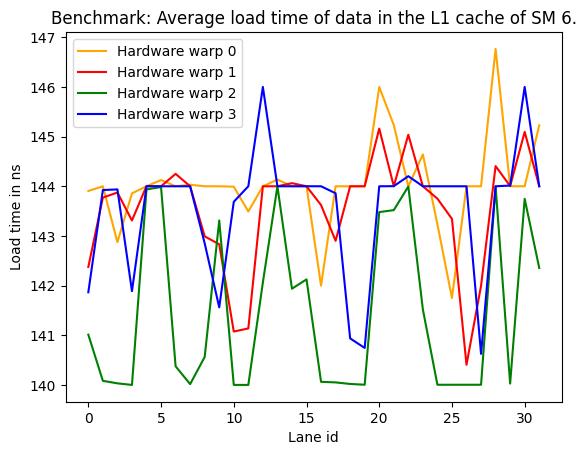 Benchmark: Average load time of data in the L1 cache of SM 6.
Hardware warp 0
Hardware warp 1
Hardware warp 2
Hardware warp 3
Load time in ns
147
146
145
144
143
142
141
140
0 5 10 15 20 25 30
Lane id